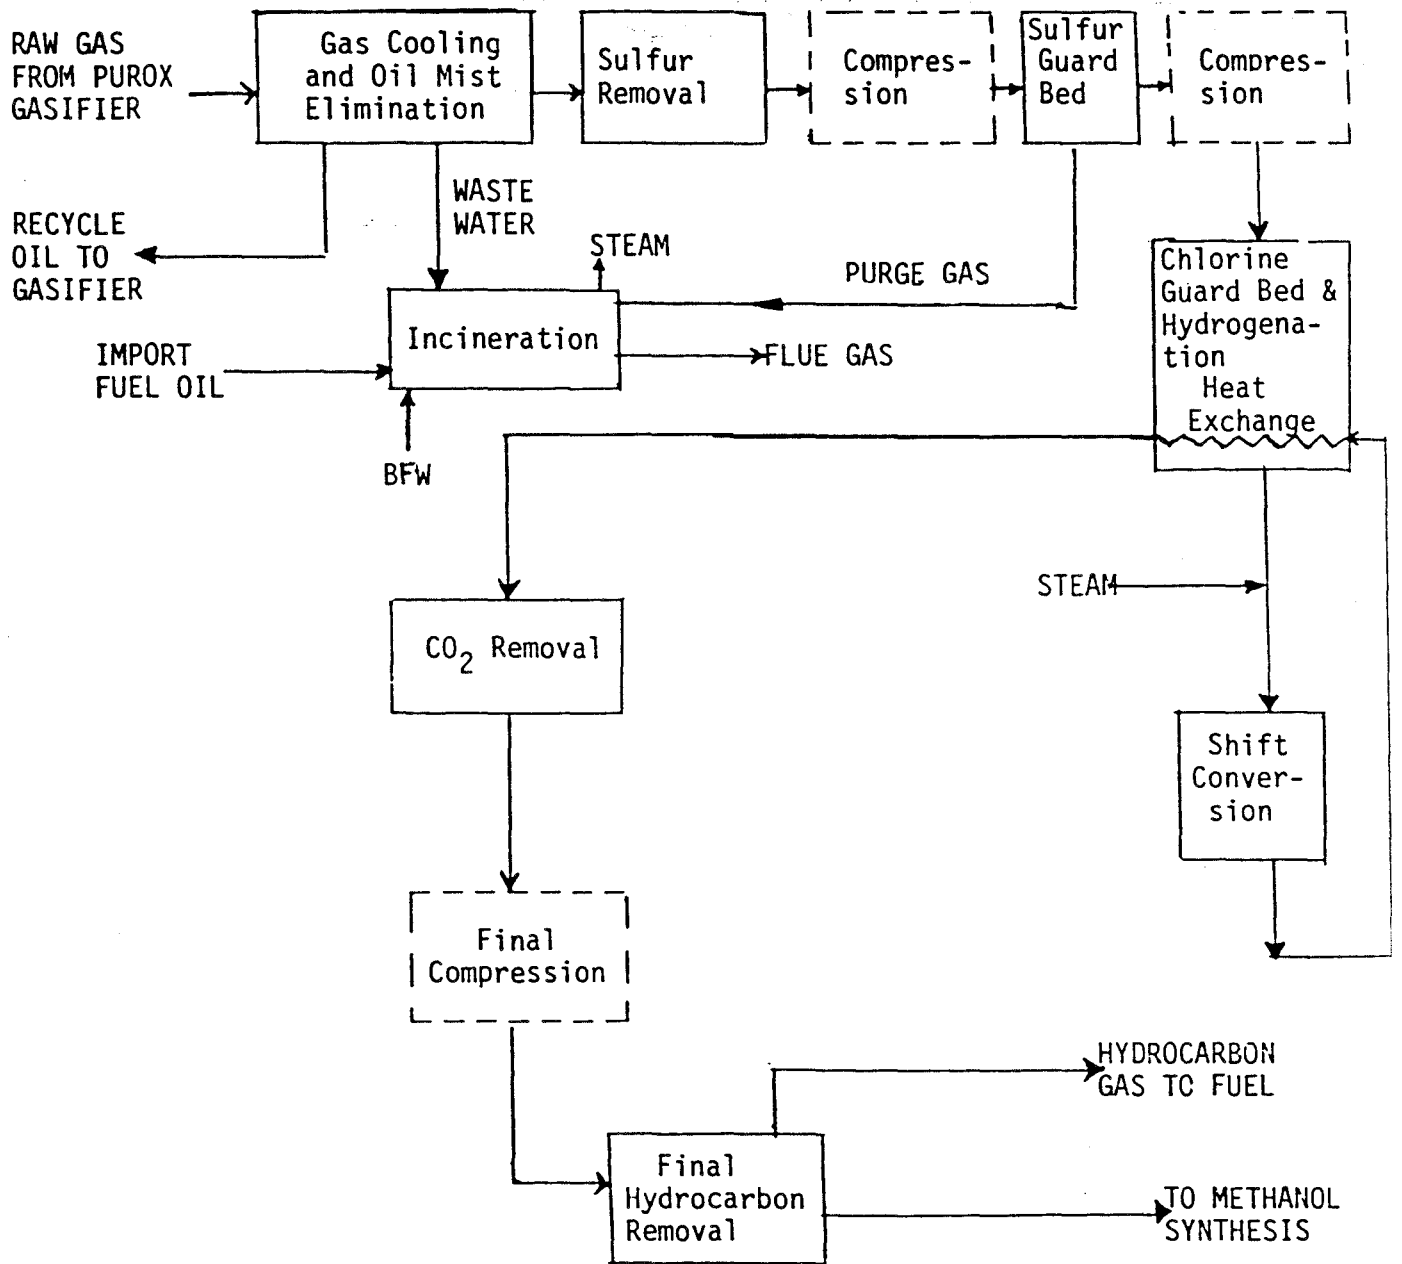 RAW GAS
FROM PUROX
GASIFIER
Gas Cooling
and Oil Mist
Elimination
Sulfur
Removal
Compres-
sion
Sulfur
Guard
Bed
Compres-
sion
WASTE
WATER
RECYCLE
OIL TO
GASIFIER
STEAM
PURGE GAS
Incineration
FLUE GAS
IMPORT
FUEL OIL
BFW
Chlorine
Guard Bed &
Hydrogena-
tion
Heat
Exchange
STEAM
CO2 Removal
Shift
Conver-
sion
Final
Compression
HYDROCARBON
GAS TO FUEL
Final
Hydrocarbon
Removal
TO METHANOL
SYNTHESIS